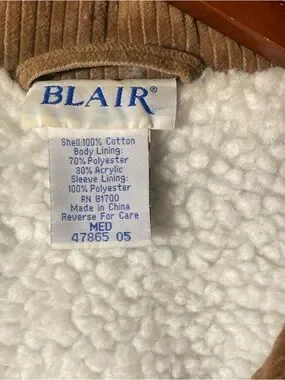 BLAIR®
Shell:100% Cotton
Body Lining:
70% Polyester
30% Acrylic
Sleeve Lining:
100% Polyester
RN 81700
Made in China
Reverse For Care
MED
47865 05